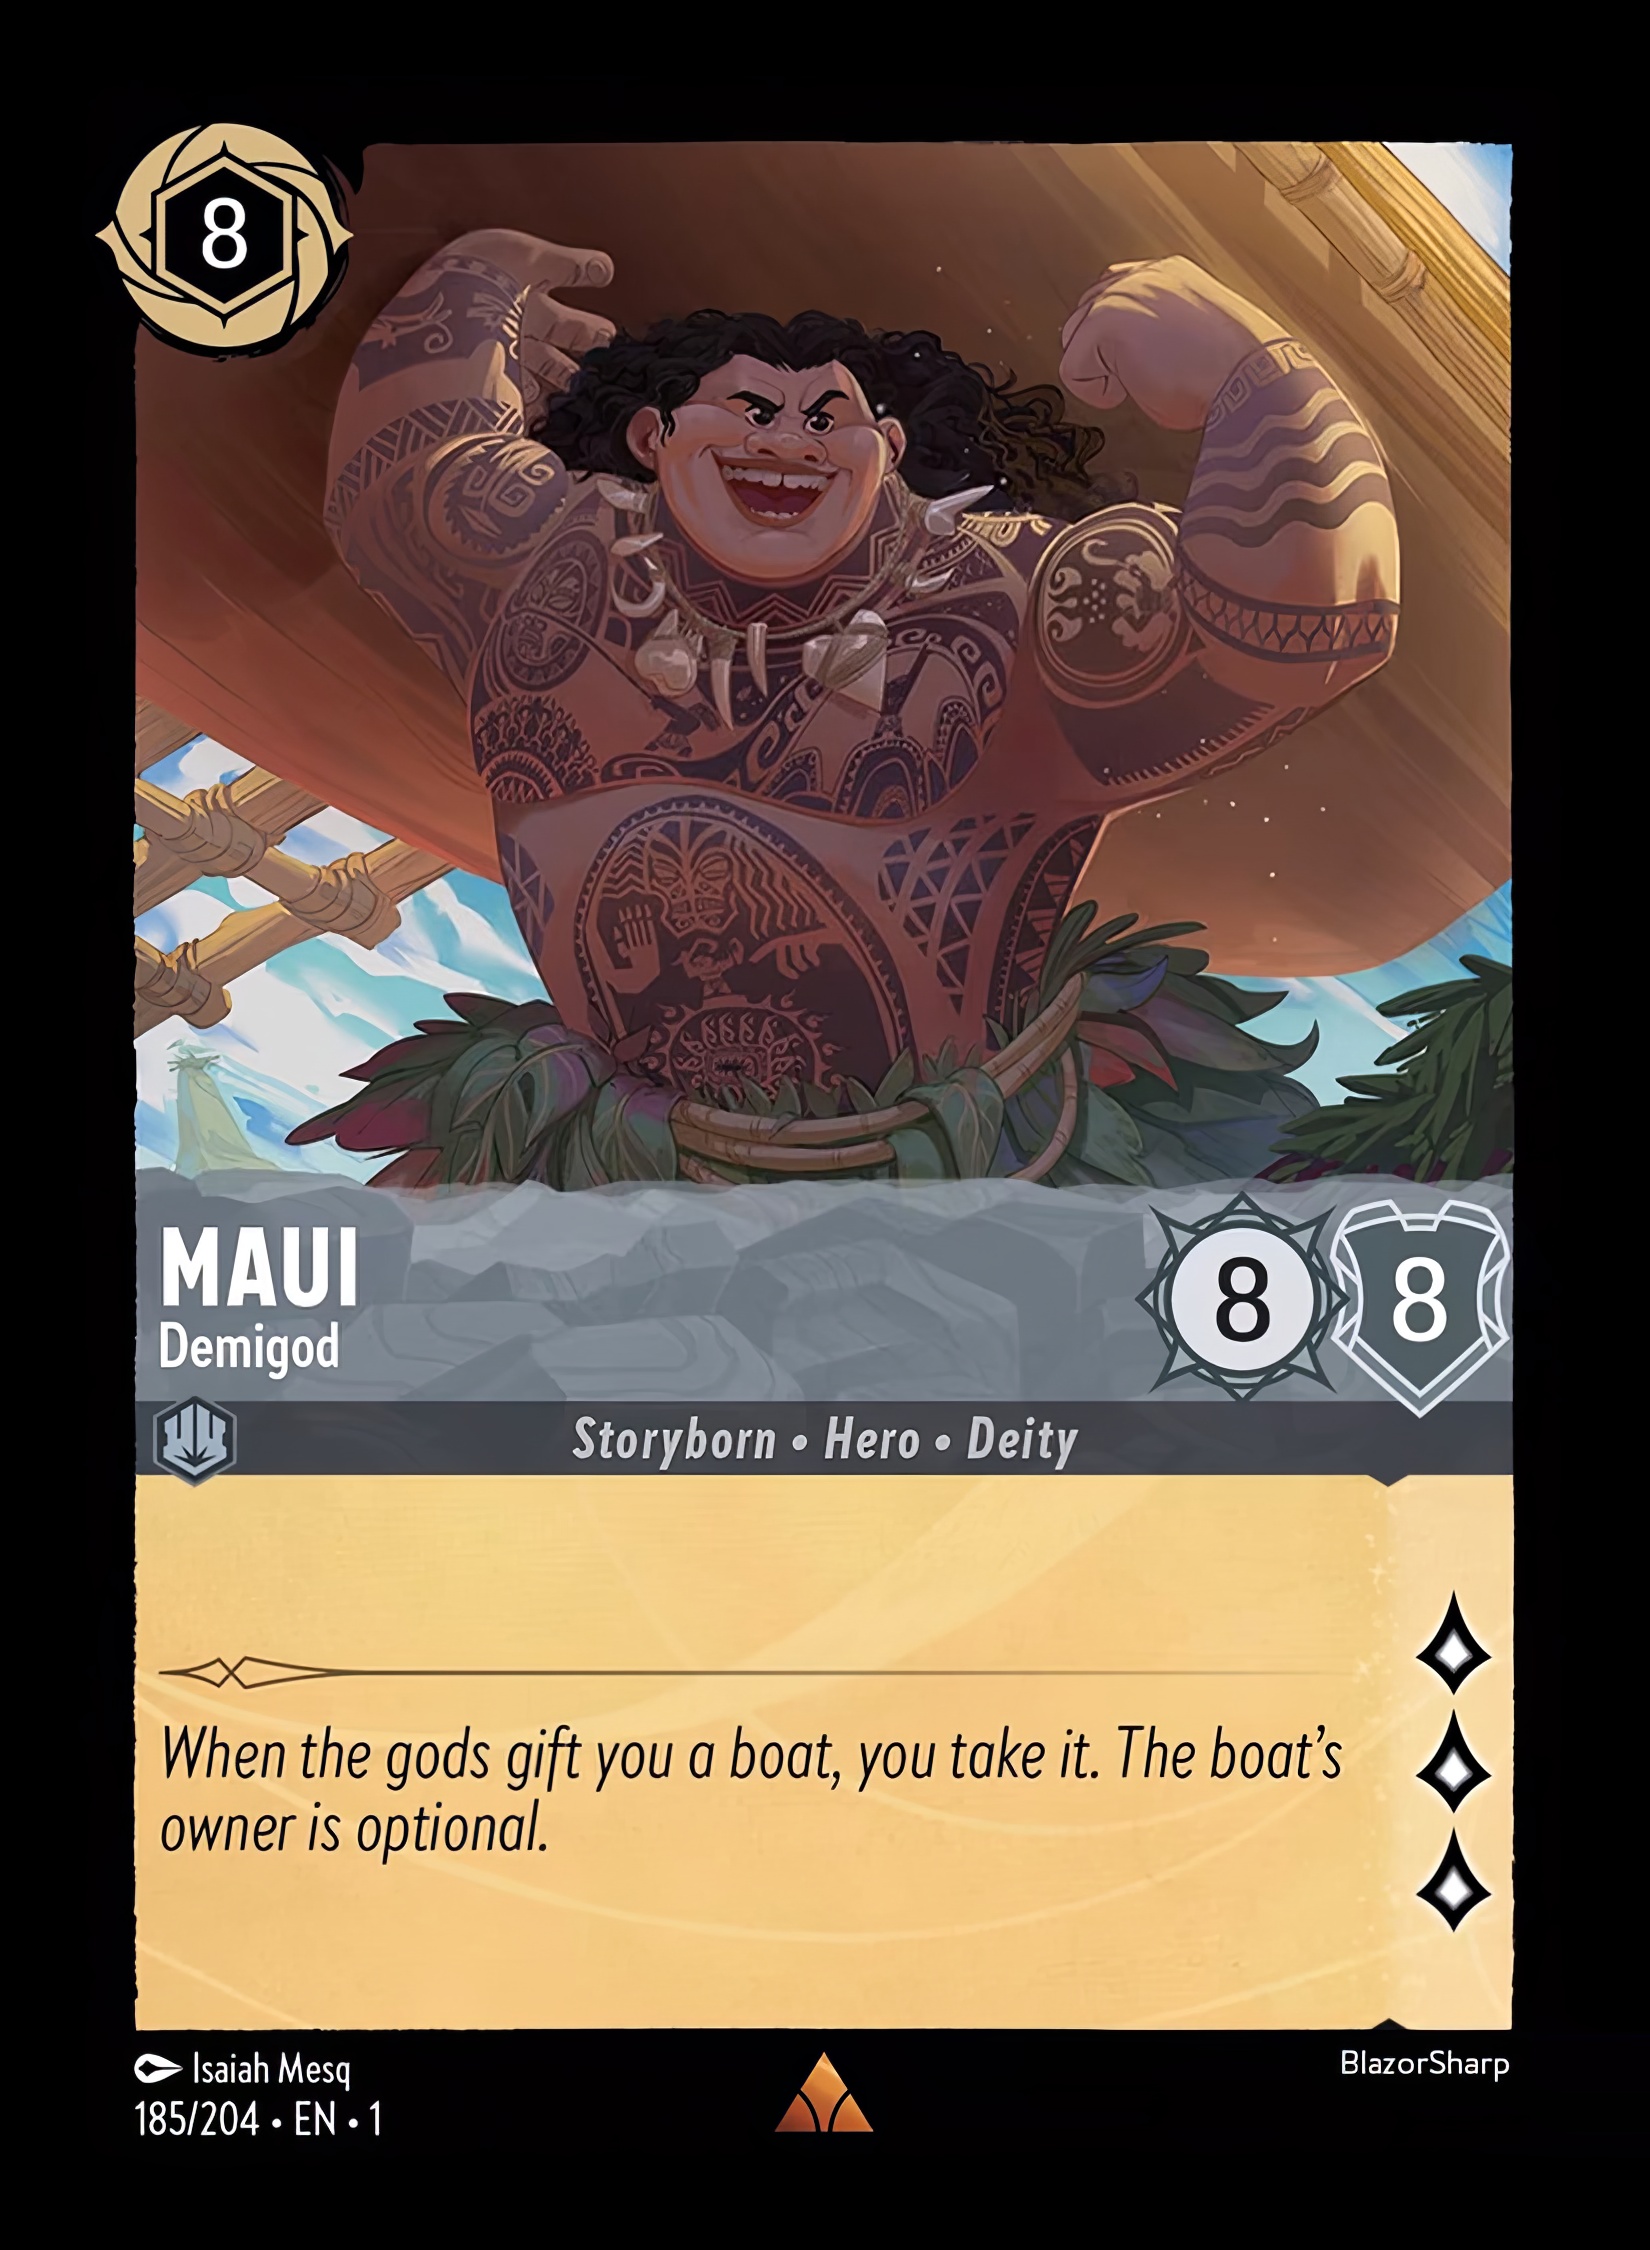 8
MAUI
Demigod
8 8
Storyborn • Hero • Deity
When the gods gift you a boat, you take it. The boat’s
owner is optional.
Isaiah Mesq
BlazorSharp
185/204 • EN • 1